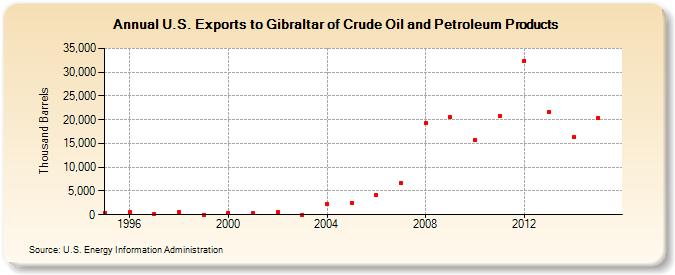 Annual U.S. Exports to Gibraltar of Crude Oil and Petroleum Products
Thousand Barrels
35,000
30,000
25,000
20,000
15,000
10,000
5,000
0
1996 2000 2004 2008 2012
Source: U.S. Energy Information Administration